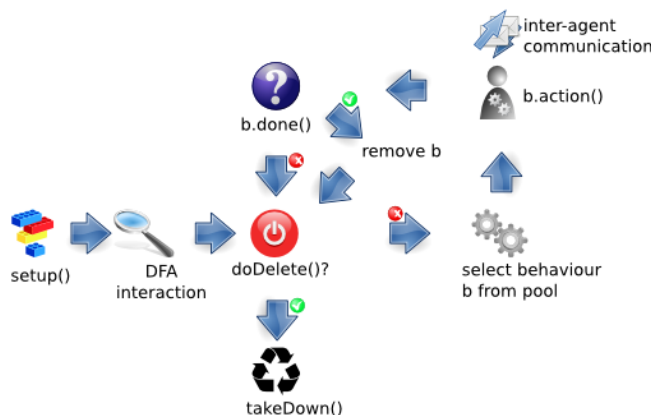 inter-agent
communication
b.action()
b.done()
remove b
setup()
DFA
interaction
doDelete()?
select behaviour
b from pool
takeDown()